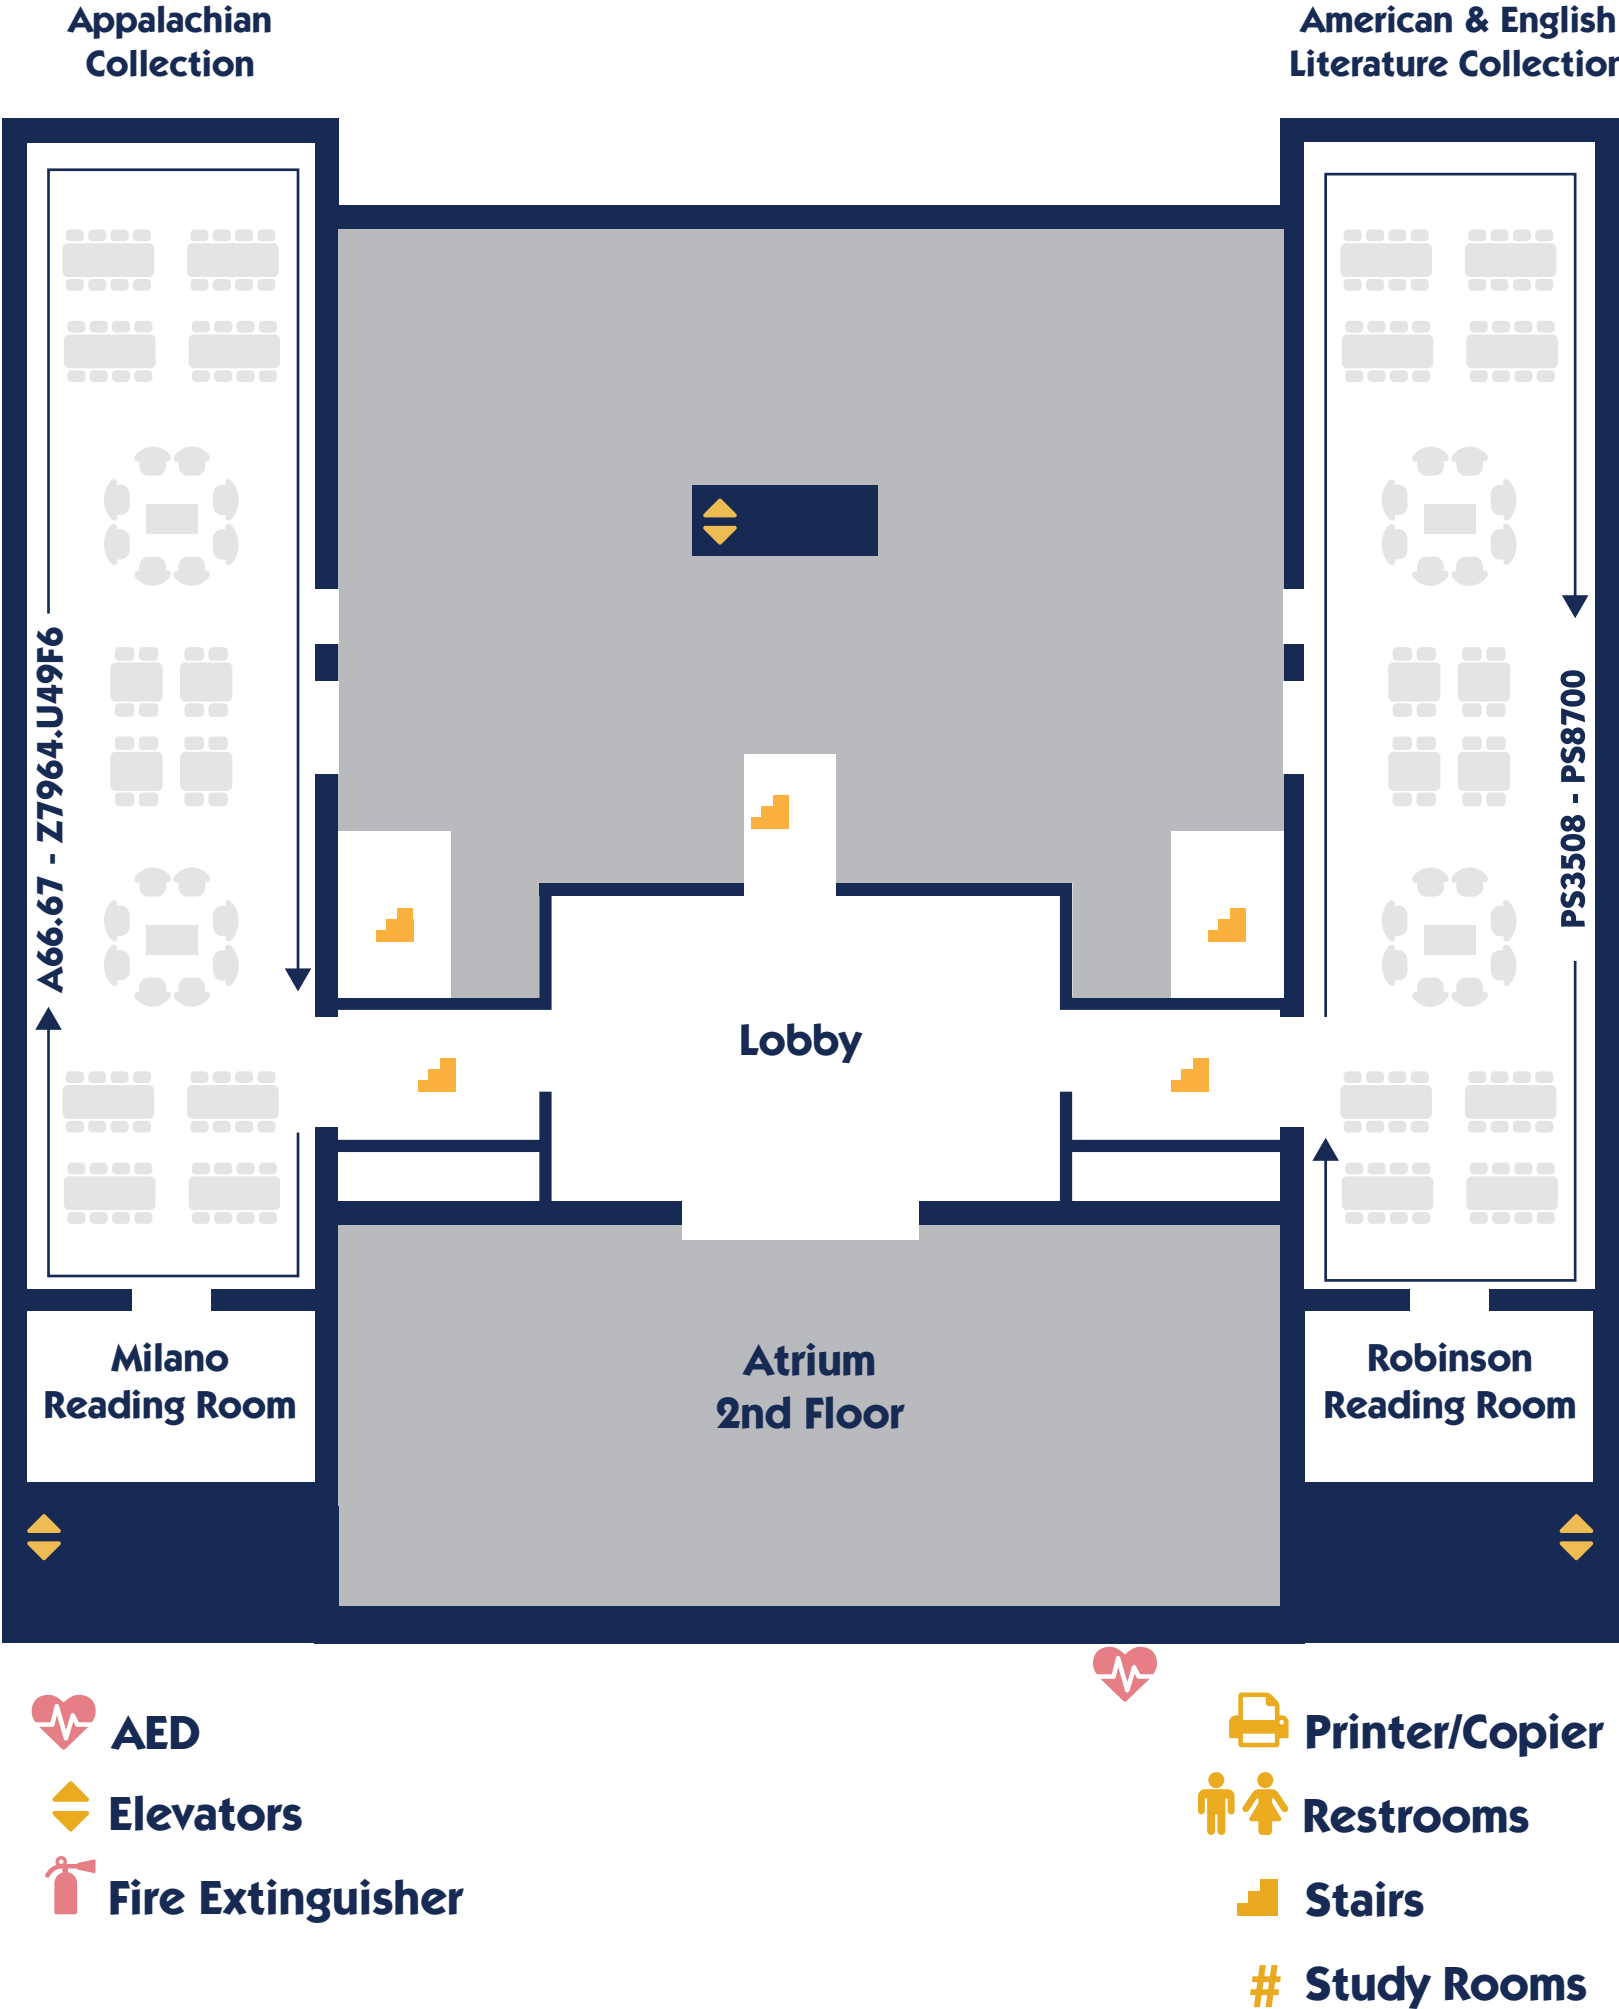 Appalachian
Collection
American & English
Literature Collection
A66.67 - Z7964.U49F6
PS3508 - PS8700
Lobby
Milano
Reading Room
Atrium
2nd Floor
Robinson
Reading Room
AED
Elevators
Fire Extinguisher
Printer/Copier
Restrooms
Stairs
# Study Rooms